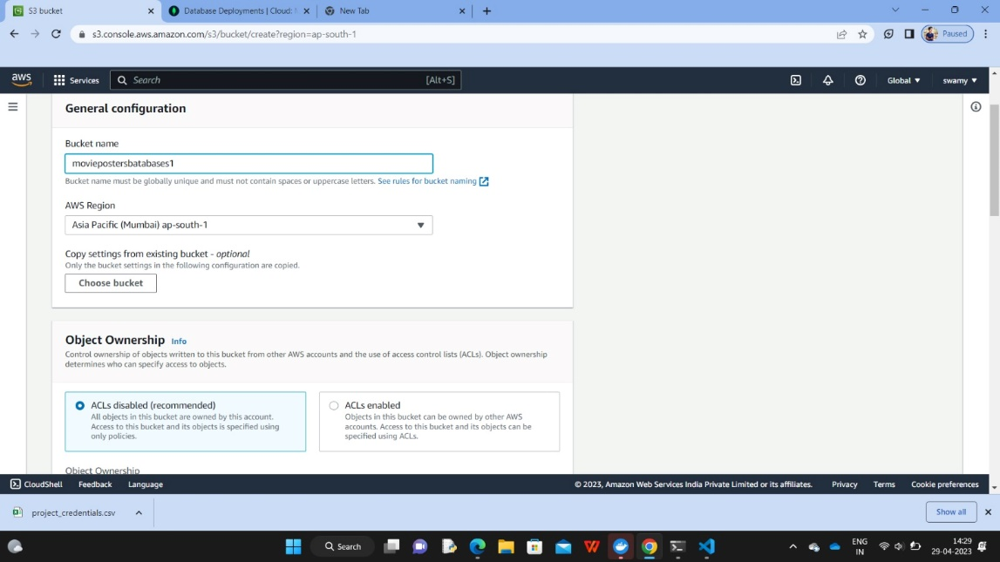 S3 bucket
Database Deployments | Cloud:
New Tab
s3.console.aws.amazon.com/s3/bucket/create?region=ap-south-1
Paused
aws
Services
Search
[Alt+S]
Global
swamy
General configuration
Bucket name
moviepostersbatabases1
Bucket name must be globally unique and must not contain spaces or uppercase letters. See rules for bucket naming
AWS Region
Asia Pacific (Mumbai) ap-south-1
Copy settings from existing bucket - optional
Only the bucket settings in the following configuration are copied.
Choose bucket
Object Ownership Info
Control ownership of objects written to this bucket from other AWS accounts and the use of access control lists (ACLs). Object ownership
determines who can specify access to objects.
ACLs disabled (recommended)
All objects in this bucket are owned by this account.
Access to this bucket and its objects is specified using
only policies.
ACLs enabled
Objects in this bucket can be owned by other AWS
accounts. Access to this bucket and its objects can be
specified using ACLs.
Object Ownership
CloudShell
Feedback
Language
© 2023, Amazon Web Services India Private Limited or its affiliates.
Privacy
Terms
Cookie preferences
project_credentials.csv
Show all
Search
ENG
IN
14:29
29-04-2023